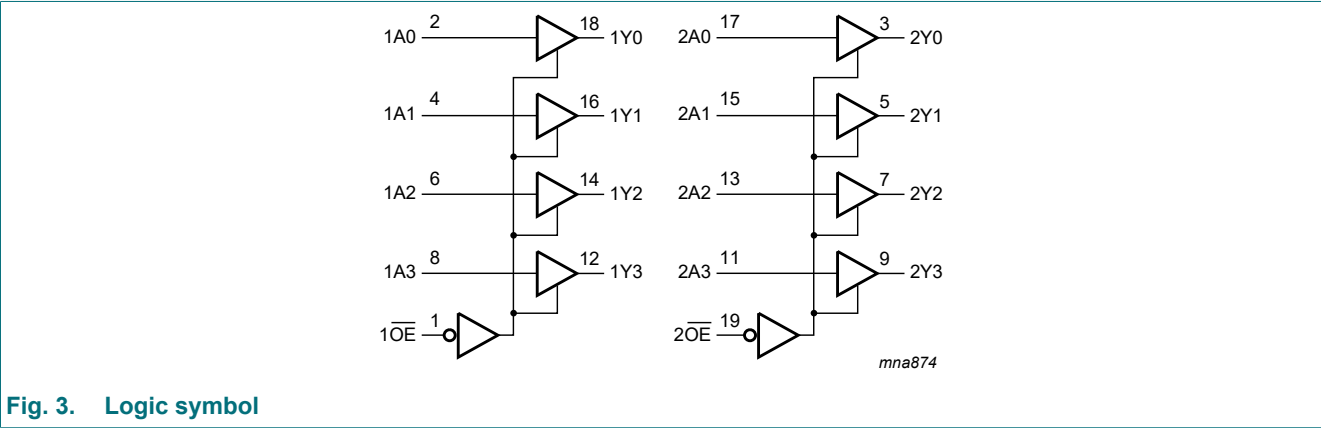 2 18 17 3
1A0 1Y0 2A0 2Y0
4 16 15 5
1A1 1Y1 2A1 2Y1
6 14 13 7
1A2 1Y2 2A2 2Y2
8 12 11 9
1A3 1Y3 2A3 2Y3
1 19
1O̅E̅ 2O̅E̅
mna874
Fig. 3. Logic symbol